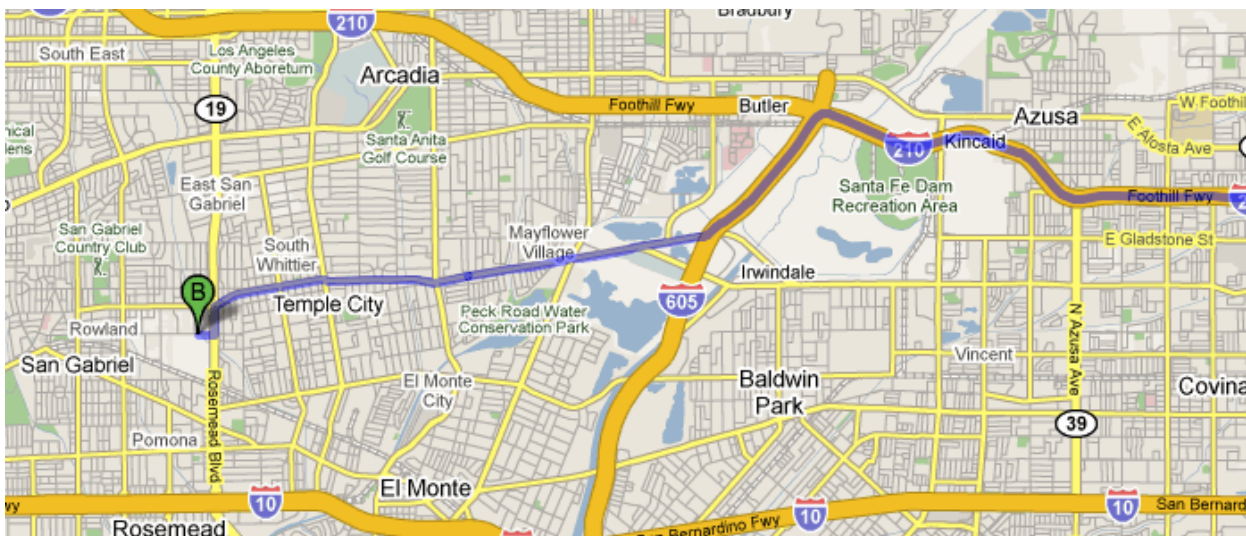 Bradbury
210
South East
Los Angeles
County Aboretum
Arcadia
Foothill Fwy
Butler
19
Azusa
W Foothil
E Alosta Ave
Santa Anita
Golf Course
210
Kincaid
East San
Gabriel
Santa Fe Dam
Recreation Area
Foothill Fwy
San Gabriel
Country Club
Mayflower
Village
South
Whittier
E Gladstone St
Irwindale
B
Temple City
605
Peck Road Water
Conservation Park
Rowland
N Azusa Ave
San Gabriel
Vincent
El Monte
City
Baldwin
Park
Covina
Rosemead Blvd
39
Pomona
El Monte
10
10
10
San Bernard
Rosemead
San Bernardino Fwy